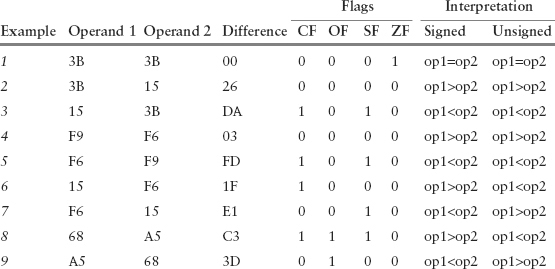 Flags Interpretation
Example Operand 1 Operand 2 Difference CF OF SF ZF Signed Unsigned
1 3B 3B 00 0 0 0 1 op1=op2 op1=op2
2 3B 15 26 0 0 0 0 op1>op2 op1>op2
3 15 3B DA 1 0 1 0 op1<op2 op1<op2
4 F9 F6 03 0 0 0 0 op1>op2 op1>op2
5 F6 F9 FD 1 0 1 0 op1<op2 op1<op2
6 15 F6 1F 1 0 0 0 op1>op2 op1<op2
7 F6 15 E1 0 0 1 0 op1<op2 op1>op2
8 68 A5 C3 1 1 1 0 op1>op2 op1<op2
9 A5 68 3D 0 1 0 0 op1<op2 op1>op2